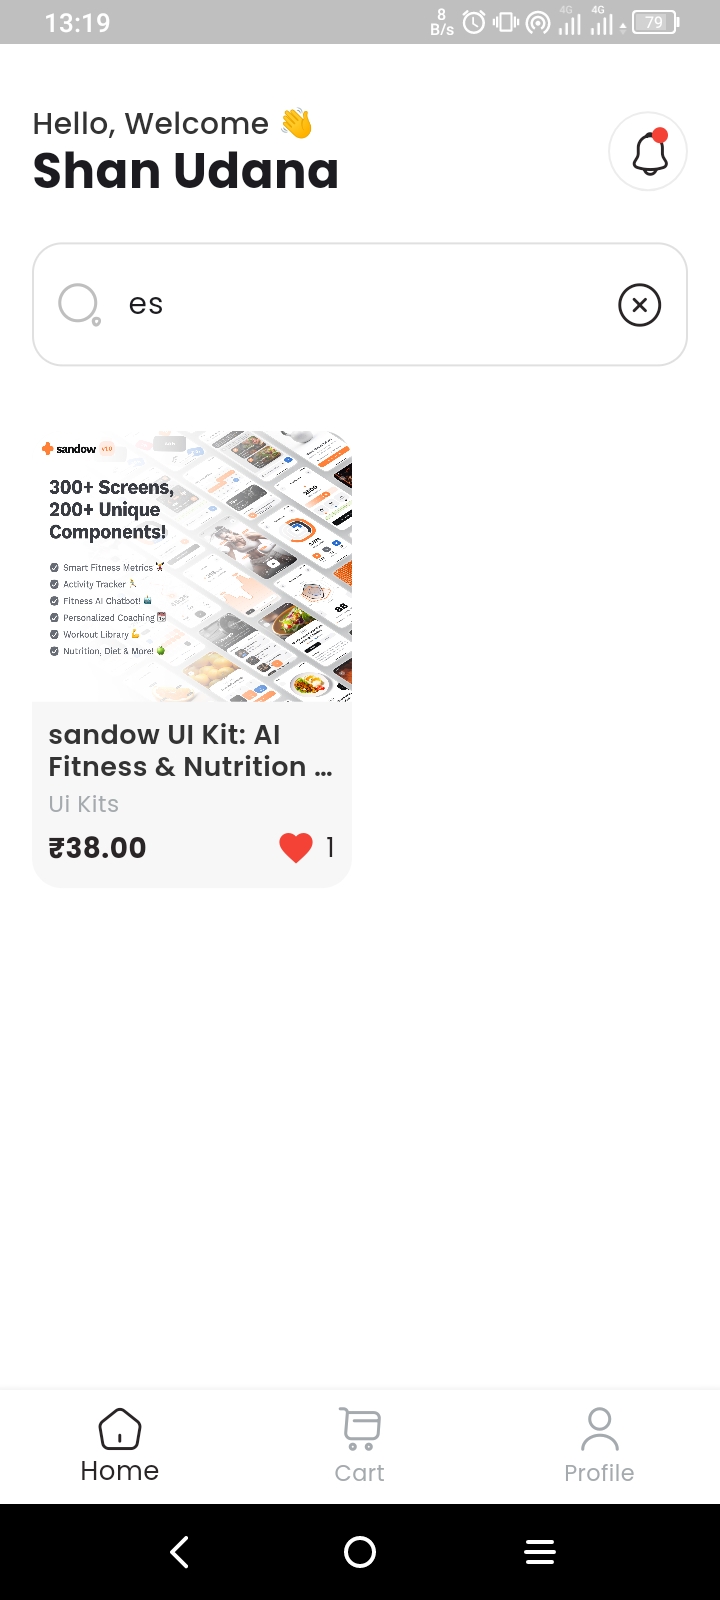 13:19
8
B/s
4G
4G
79
Hello, Welcome 👋
Shan Udana
es
sandow v1.0
300+ Screens,
200+ Unique
Components!
Smart Fitness Metrics
Activity Tracker
Fitness AI Chatbot!
Personalized Coaching
Workout Library
Nutrition, Diet & More!
sandow UI Kit: AI
Fitness & Nutrition ...
Ui Kits
₹38.00
1
Home
Cart
Profile